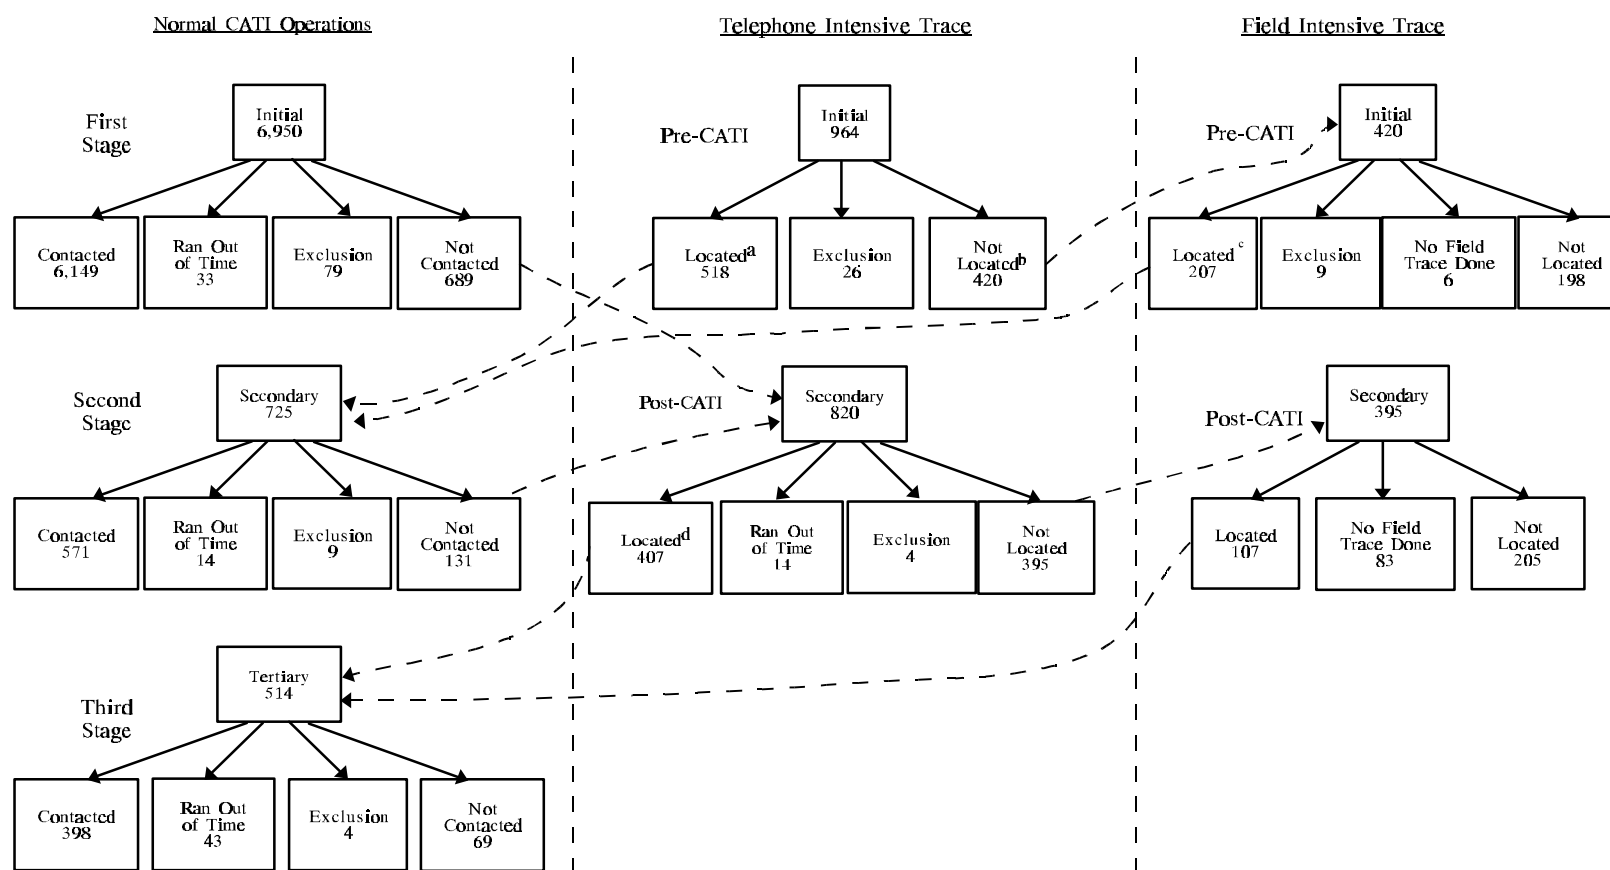 Normal CATI Operations
Telephone Intensive Trace
Field Intensive Trace
First
Stage
Initial
6,950
Contacted
6,149
Ran Out
of Time
33
Exclusion
79
Not
Contacted
689
Pre-CATI
Initial
964
Located a
518
Exclusion
26
Not
Located b
420
Pre-CATI
Initial
420
Located c
207
Exclusion
9
No Field
Trace Done
6
Not
Located
198
Second
Stage
Secondary
725
Contacted
571
Ran Out
of Time
14
Exclusion
9
Not
Contacted
131
Post-CATI
Secondary
820
Located d
407
Ran Out
of Time
14
Exclusion
4
Not
Located
395
Post-CATI
Secondary
395
Located
107
No Field
Trace Done
83
Not
Located
205
Third
Stage
Tertiary
514
Contacted
398
Ran Out
of Time
43
Exclusion
4
Not
Contacted
69